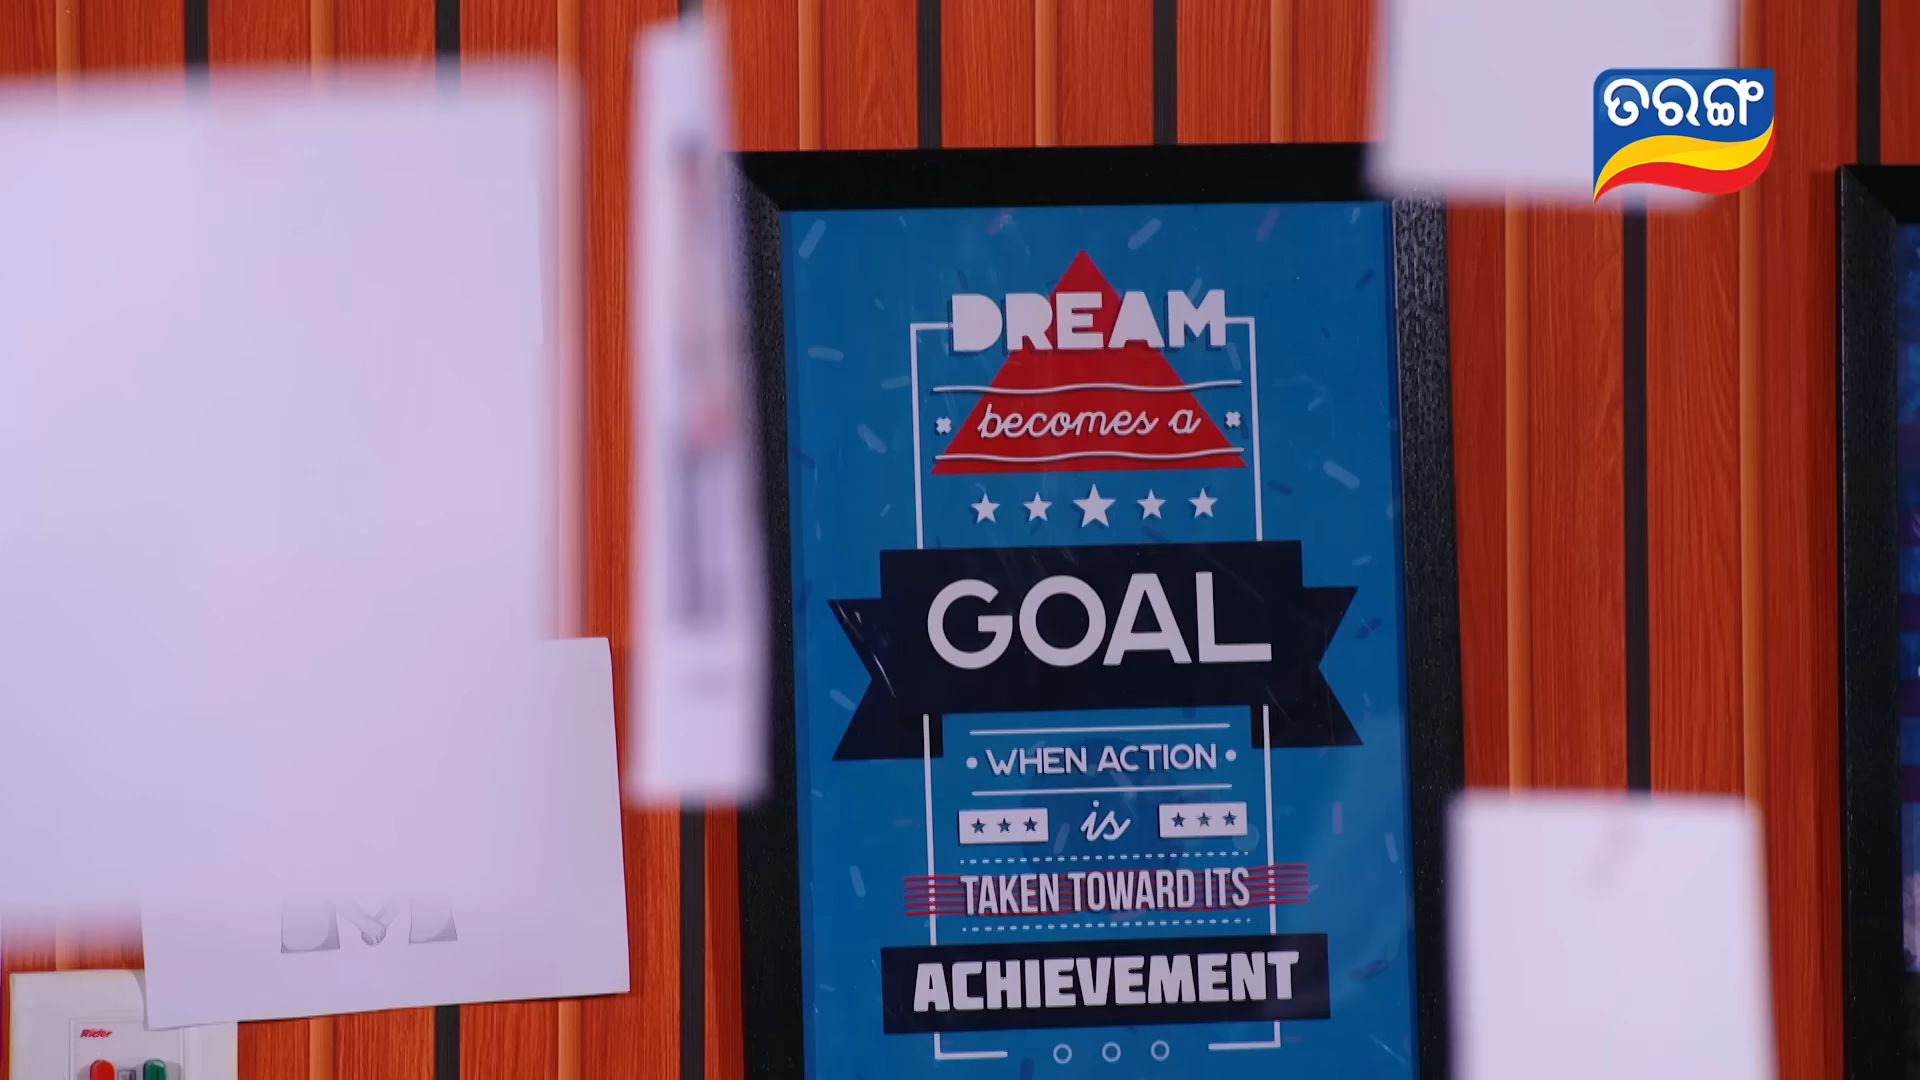 ତରଙ୍ଗ
DREAM
becomes a
GOAL
WHEN ACTION
is
TAKEN TOWARD ITS
ACHIEVEMENT
Rider